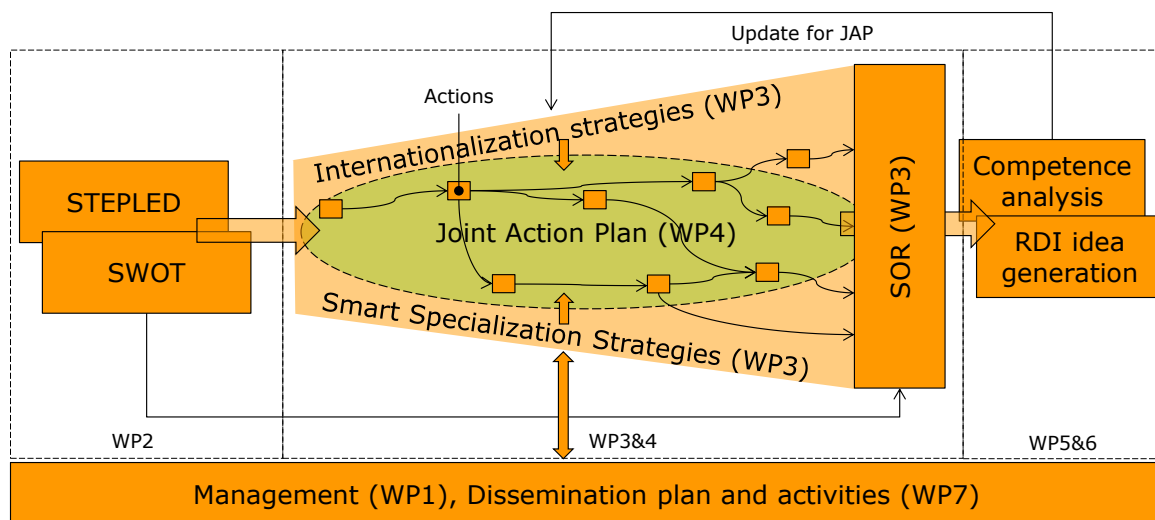 Update for JAP
Actions
Internationalization strategies (WP3)
STEPLED
SWOT
Joint Action Plan (WP4)
Smart Specialization Strategies (WP3)
SOR (WP3)
Competence
analysis
RDI idea
generation
WP2
WP3&4
WP5&6
Management (WP1), Dissemination plan and activities (WP7)